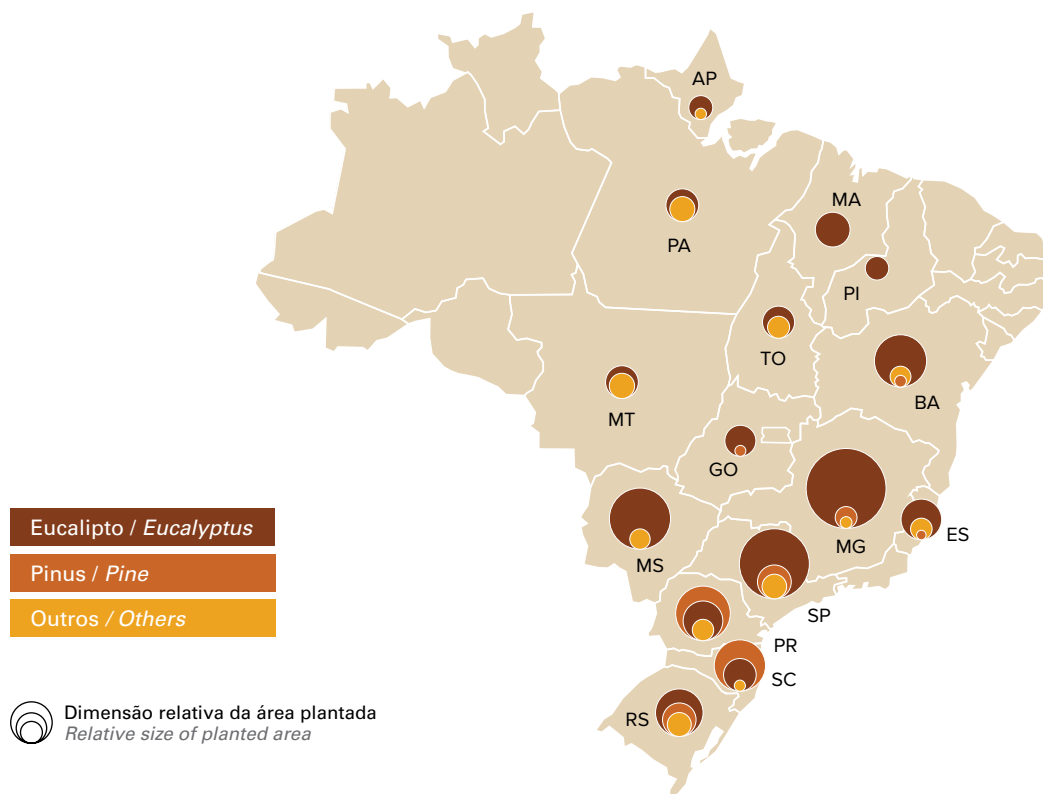 AP
MA
PA
PI
TO
BA
MT
GO
Eucalipto / Eucalyptus
ES
MG
MS
Pinus / Pine
Outros / Others
SP
PR
SC
Dimensão relativa da área plantada
RS
Relative size of planted area